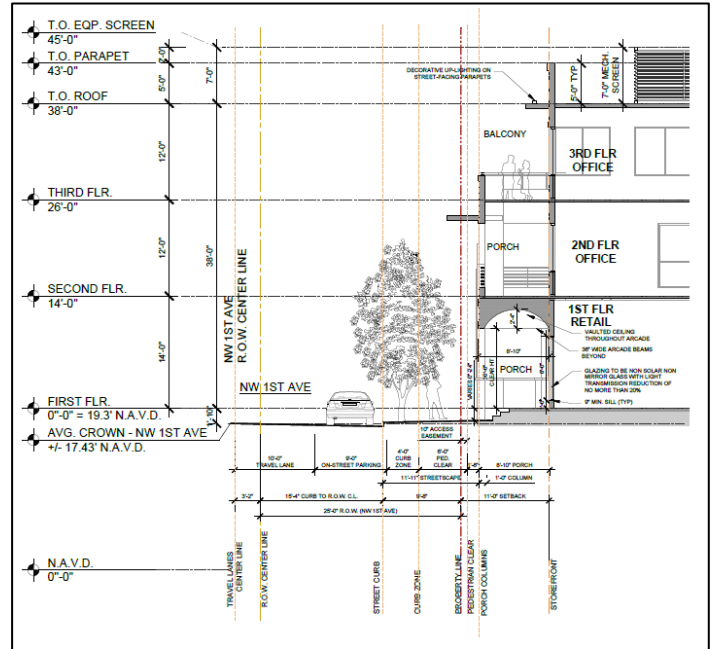 T.O. EQP. SCREEN
45'-0"
T.O. PARAPET
43'-0"
T.O. ROOF
38'-0"
THIRD FLR.
26'-0"
SECOND FLR.
14'-0"
FIRST FLR.
0"-0" = 19.3' N.A.V.D.
AVG. CROWN - NW 1ST AVE
+/- 17.43' N.A.V.D.
N.A.V.D.
0"-0"
2'-0"
5'-0"
12'-0"
12'-0"
14'-0"
7'-0"
38'-0"
NW 1ST AVE
R.O.W. CENTER LINE
NW 1ST AVE
DECORATIVE UP-LIGHTING ON
STREET-FACING PARAPETS
5'-0" TYP
7'-0" MECH.
SCREEN
BALCONY
3RD FLR
OFFICE
PORCH
2ND FLR
OFFICE
1ST FLR
RETAIL
VAULTED CEILING
THROUGHOUT ARCADE
36" WIDE ARCADE BEAMS
BEYOND
GLAZING TO BE NON SOLAR NON
MIRROR GLASS WITH LIGHT
TRANSMISSION REDUCTION OF
NO MORE THAN 20%
9" MIN. SILL (TYP)
8'-10"
CLEAR HT
PORCH
10" ACCESS
EASEMENT
10'-0"
TRAVEL LANE
9'-0"
ON-STREET PARKING
4'-0"
CURB
ZONE
6'-0"
PED.
CLEAR
8'-10" PORCH
11'-11" STREETSCAPE
1'-0" COLUMN
3'-2"
15'-4" CURB TO R.O.W. C.L.
9'-8"
11'-0" SETBACK
25'-0" R.O.W. (NW 1ST AVE)
TRAVEL LANES
CENTER LINE
R.O.W. CENTER LINE
STREET CURB
CURB ZONE
PROPERTY LINE
PEDESTRIAN CLEAR
PORCH COLUMNS
STOREFRONT